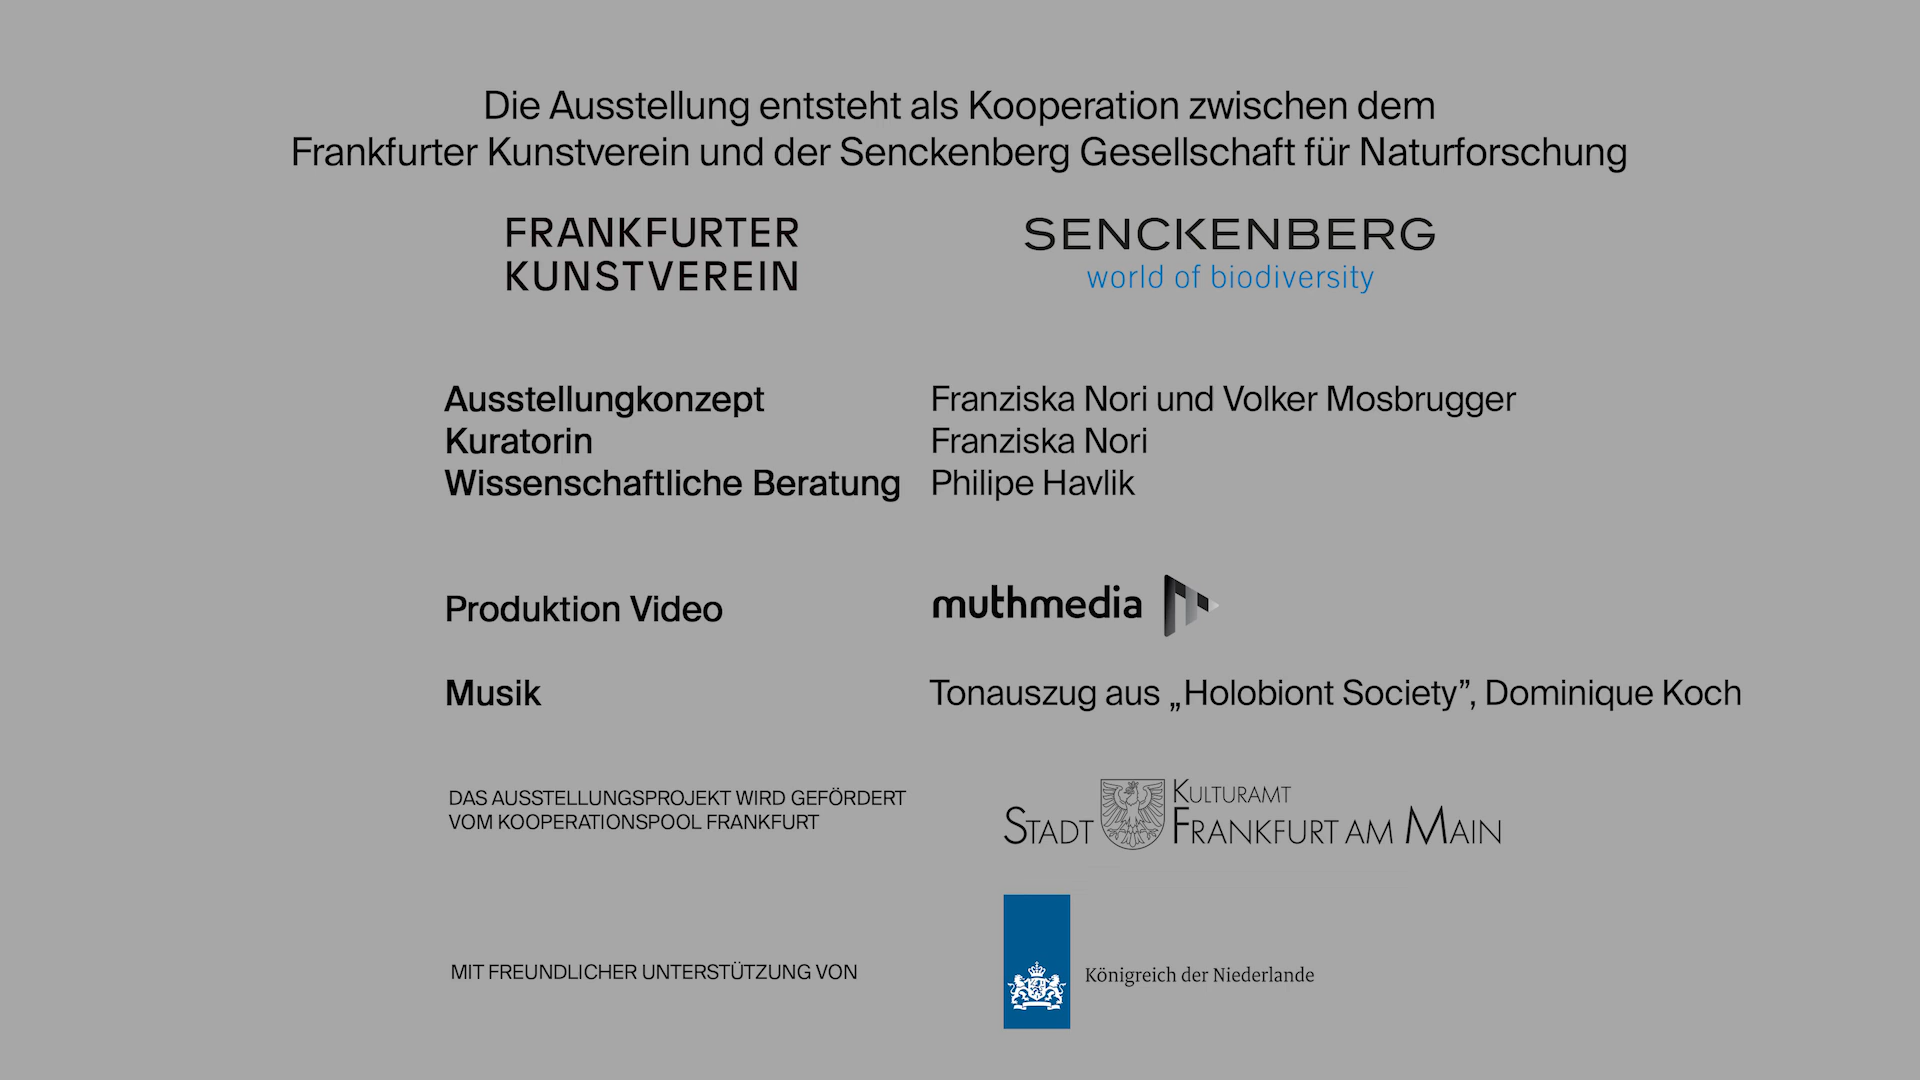 Die Ausstellung entsteht als Kooperation zwischen dem
Frankfurter Kunstverein und der Senckenberg Gesellschaft für Naturforschung
FRANKFURTER
KUNSTVEREIN
SENCKENBERG
world of biodiversity
Ausstellungkonzept Franziska Nori und Volker Mosbrugger
Kuratorin Franziska Nori
Wissenschaftliche Beratung Philipe Havlik
Produktion Video muthmedia
Musik Tonauszug aus „Holobiont Society”, Dominique Koch
DAS AUSSTELLUNGSPROJEKT WIRD GEFÖRDERT
VOM KOOPERATIONSPOOL FRANKFURT
KULTURAMT
STADT FRANKFURT AM MAIN
MIT FREUNDLICHER UNTERSTÜTZUNG VON
Königreich der Niederlande